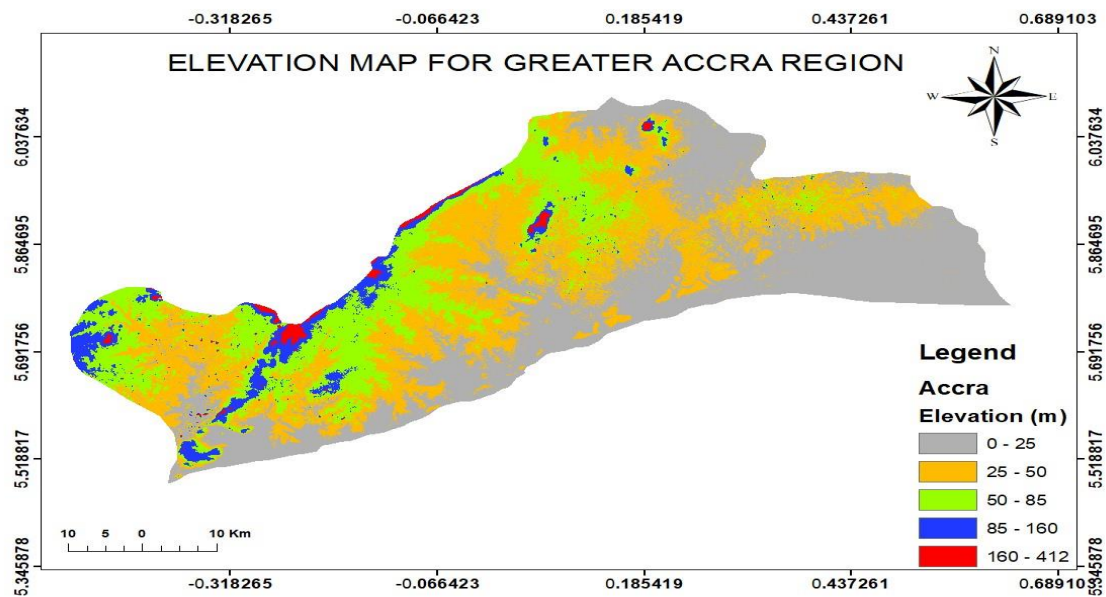 -0.318265 -0.066423 0.185419 0.437261 0.689103
ELEVATION MAP FOR GREATER ACCRA REGION
N
W E
S
6.037634 6.037634
5.864695 5.864695
5.691756 5.691756
5.518817 5.518817
5.345878 5.345878
Legend
Accra
Elevation (m)
0 - 25
25 - 50
50 - 85
85 - 160
160 - 412
10 5 0 10 Km
-0.318265 -0.066423 0.185419 0.437261 0.689103